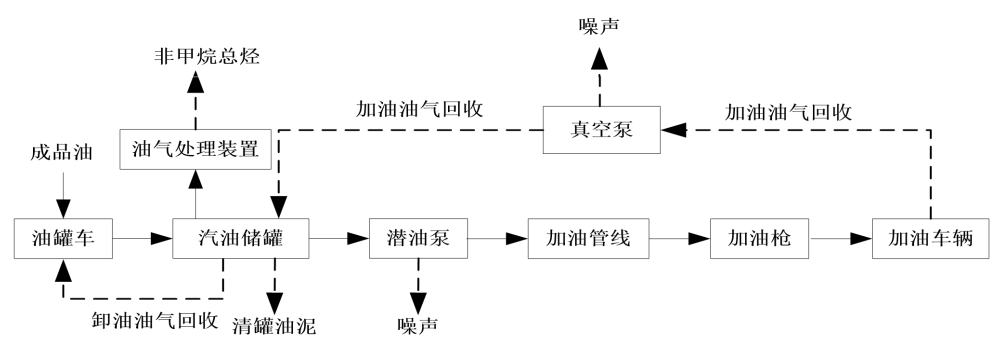 噪声
非甲烷总烃
加油油气回收
加油油气回收
真空泵
成品油
油气处理装置
油罐车
汽油储罐
潜油泵
加油管线
加油枪
加油车辆
卸油油气回收
清罐油泥
噪声